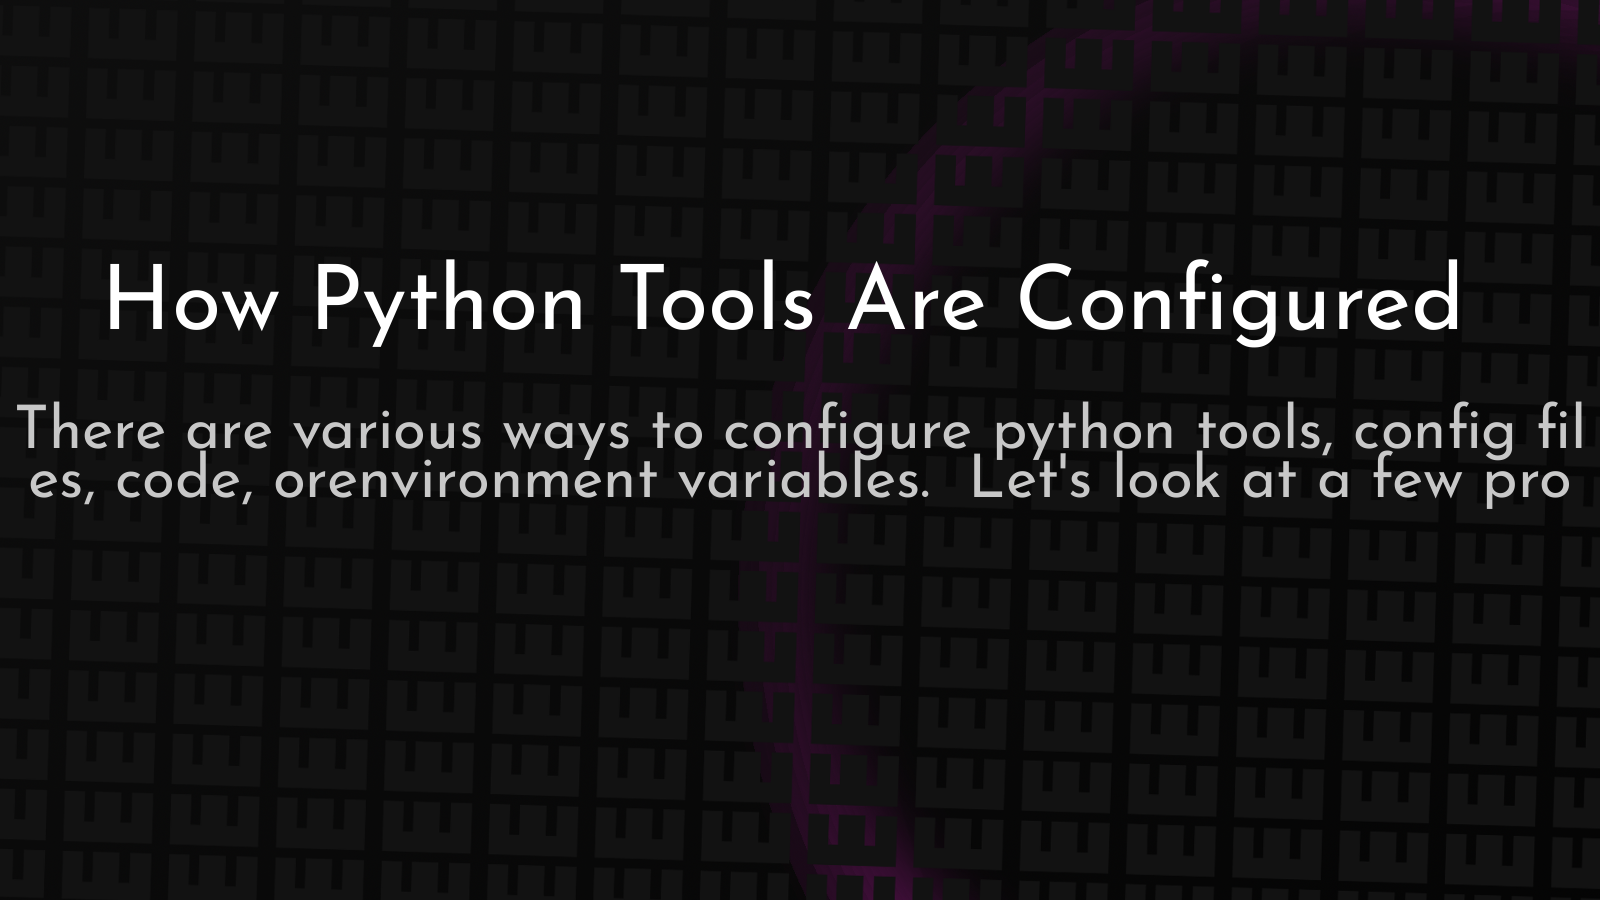 How Python Tools Are Configured
There are various ways to configure python tools, config fil
es, code, orenvironment variables.  Let's look at a few pro